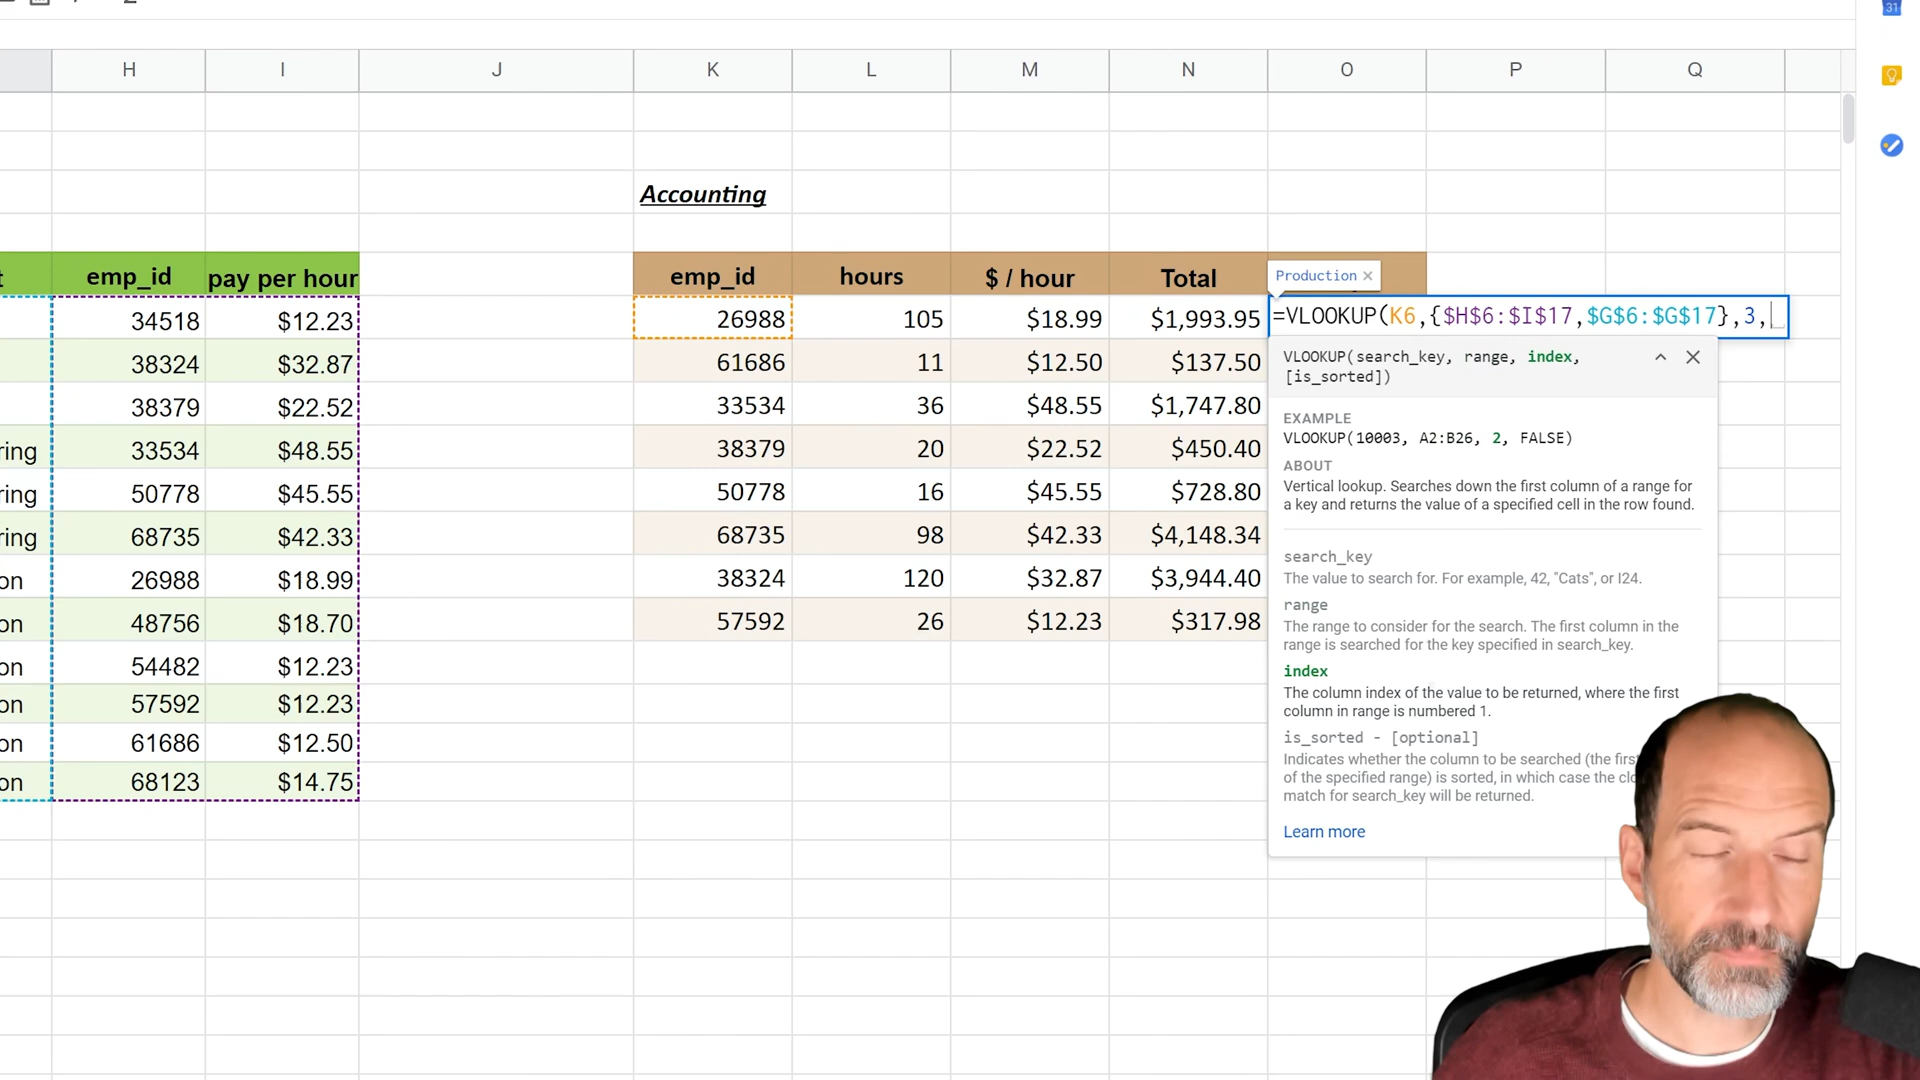 31
H I J K L M N O P Q
Accounting
t emp_id pay per hour
emp_id hours $ / hour Total
Production ×
34518 $12.23
26988 105 $18.99 $1,993.95
=VLOOKUP(K6,{$H$6:$I$17,$G$6:$G$17},3,
38324 $32.87
61686 11 $12.50 $137.50
38379 $22.52
33534 36 $48.55 $1,747.80
ring 33534 $48.55
38379 20 $22.52 $450.40
ring 50778 $45.55
50778 16 $45.55 $728.80
ring 68735 $42.33
68735 98 $42.33 $4,148.34
on 26988 $18.99
38324 120 $32.87 $3,944.40
on 48756 $18.70
57592 26 $12.23 $317.98
on 54482 $12.23
on 57592 $12.23
on 61686 $12.50
on 68123 $14.75
VLOOKUP(search_key, range, index,
[is_sorted])
EXAMPLE
VLOOKUP(10003, A2:B26, 2, FALSE)
ABOUT
Vertical lookup. Searches down the first column of a range for
a key and returns the value of a specified cell in the row found.
search_key
The value to search for. For example, 42, "Cats", or I24.
range
The range to consider for the search. The first column in the
range is searched for the key specified in search_key.
index
The column index of the value to be returned, where the first
column in range is numbered 1.
is_sorted - [optional]
Indicates whether the column to be searched (the firs
of the specified range) is sorted, in which case the clo
match for search_key will be returned.
Learn more